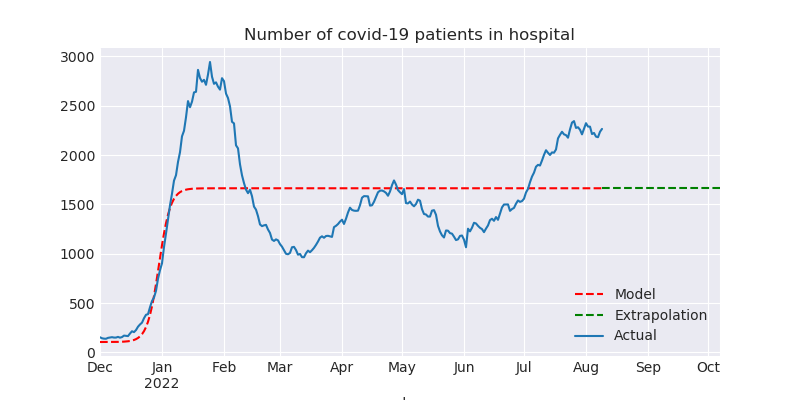 Number of covid-19 patients in hospital
3000
2500
2000
1500
1000
500
0
Model
Extrapolation
Actual
Dec Jan Feb Mar Apr May Jun Jul Aug Sep Oct
2022